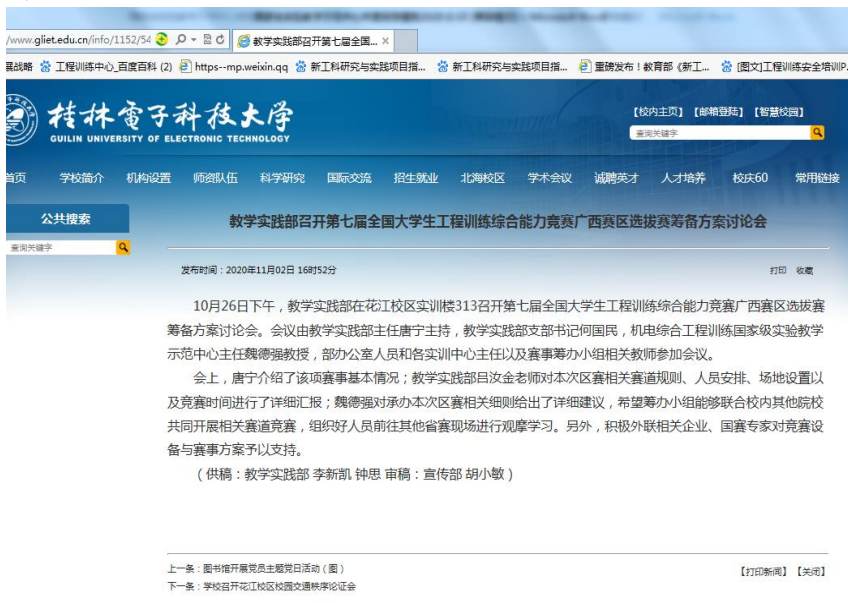 /www.gliet.edu.cn/info/1152/54
教学实践部召开第七届全国... ×
展战略 工程训练中心_百度百科 (2) https--mp.weixin.qq 新工科研究与实践项目指... 新工科研究与实践项目指... 重磅发布！教育部《新工... [图文]工程训练安全培训P.
桂林電子科技大学
GUILIN UNIVERSITY OF ELECTRONIC TECHNOLOGY
【校内主页】【邮箱登陆】【智慧校园】
查询关键字
首页 学校简介 机构设置 师资队伍 科学研究 国际交流 招生就业 北海校区 学术会议 诚聘英才 人才培养 校庆60 常用链接
公共搜索
查询关键字
教学实践部召开第七届全国大学生工程训练综合能力竞赛广西赛区选拔赛筹备方案讨论会
发布时间：2020年11月02日 16时52分 打印 收藏
10月26日下午，教学实践部在花江校区实训楼313召开第七届全国大学生工程训练综合能力竞赛广西赛区选拔赛
筹备方案讨论会。会议由教学实践部主任唐宁主持，教学实践部支部书记何国民，机电综合工程训练国家级实验教学
示范中心主任魏德强教授，部办公室人员和各实训中心主任以及赛事筹办小组相关教师参加会议。
会上，唐宁介绍了该项赛事基本情况；教学实践部吕汝金老师对本次区赛相关赛道规则、人员安排、场地设置以
及竞赛时间进行了详细汇报；魏德强对承办本次区赛相关细则给出了详细建议，希望筹办小组能够联合校内其他院校
共同开展相关赛道竞赛，组织好人员前往其他省赛现场进行观摩学习。另外，积极外联相关企业、国赛专家对竞赛设
备与赛事方案予以支持。
（供稿：教学实践部 李新凯 钟思 审稿：宣传部 胡小敏）
上一条：图书馆开展党员主题党日活动（图）
【打印新闻】【关闭】
下一条：学校召开花江校区校园交通秩序论证会